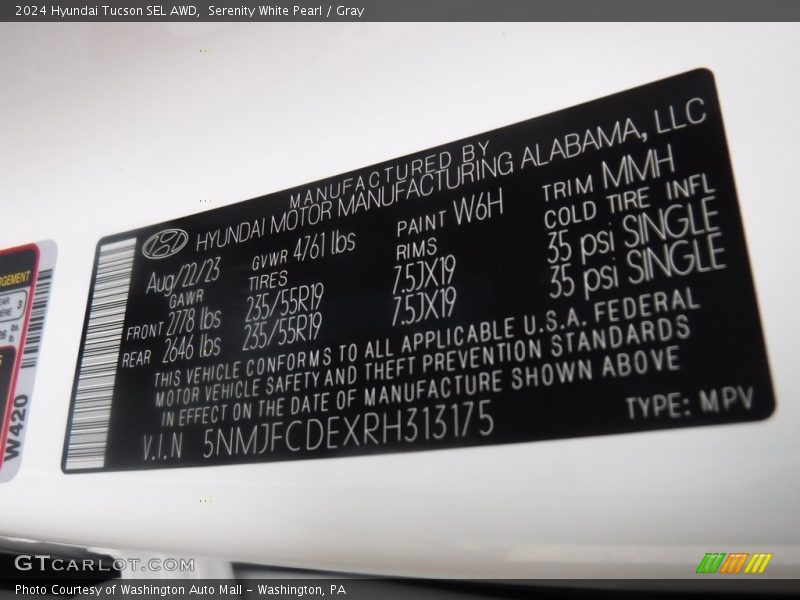 2024 Hyundai Tucson SEL AWD,  Serenity White Pearl / Gray
MANUFACTURED BY
HYUNDAI MOTOR MANUFACTURING ALABAMA, LLC
Aug/22/23 GVWR 4761 lbs PAINT W6H TRIM MMH
GAWR TIRES RIMS COLD TIRE INFL
FRONT 2778 lbs 235/55R19 7.5JX19 35 psi SINGLE
REAR 2646 lbs 235/55R19 7.5JX19 35 psi SINGLE
THIS VEHICLE CONFORMS TO ALL APPLICABLE U.S.A. FEDERAL
MOTOR VEHICLE SAFETY AND THEFT PREVENTION STANDARDS
IN EFFECT ON THE DATE OF MANUFACTURE SHOWN ABOVE
V.I.N 5NMJFCDEXRH313175 TYPE: MPV
W420
GTCARLOT.COM
Photo Courtesy of Washington Auto Mall – Washington, PA